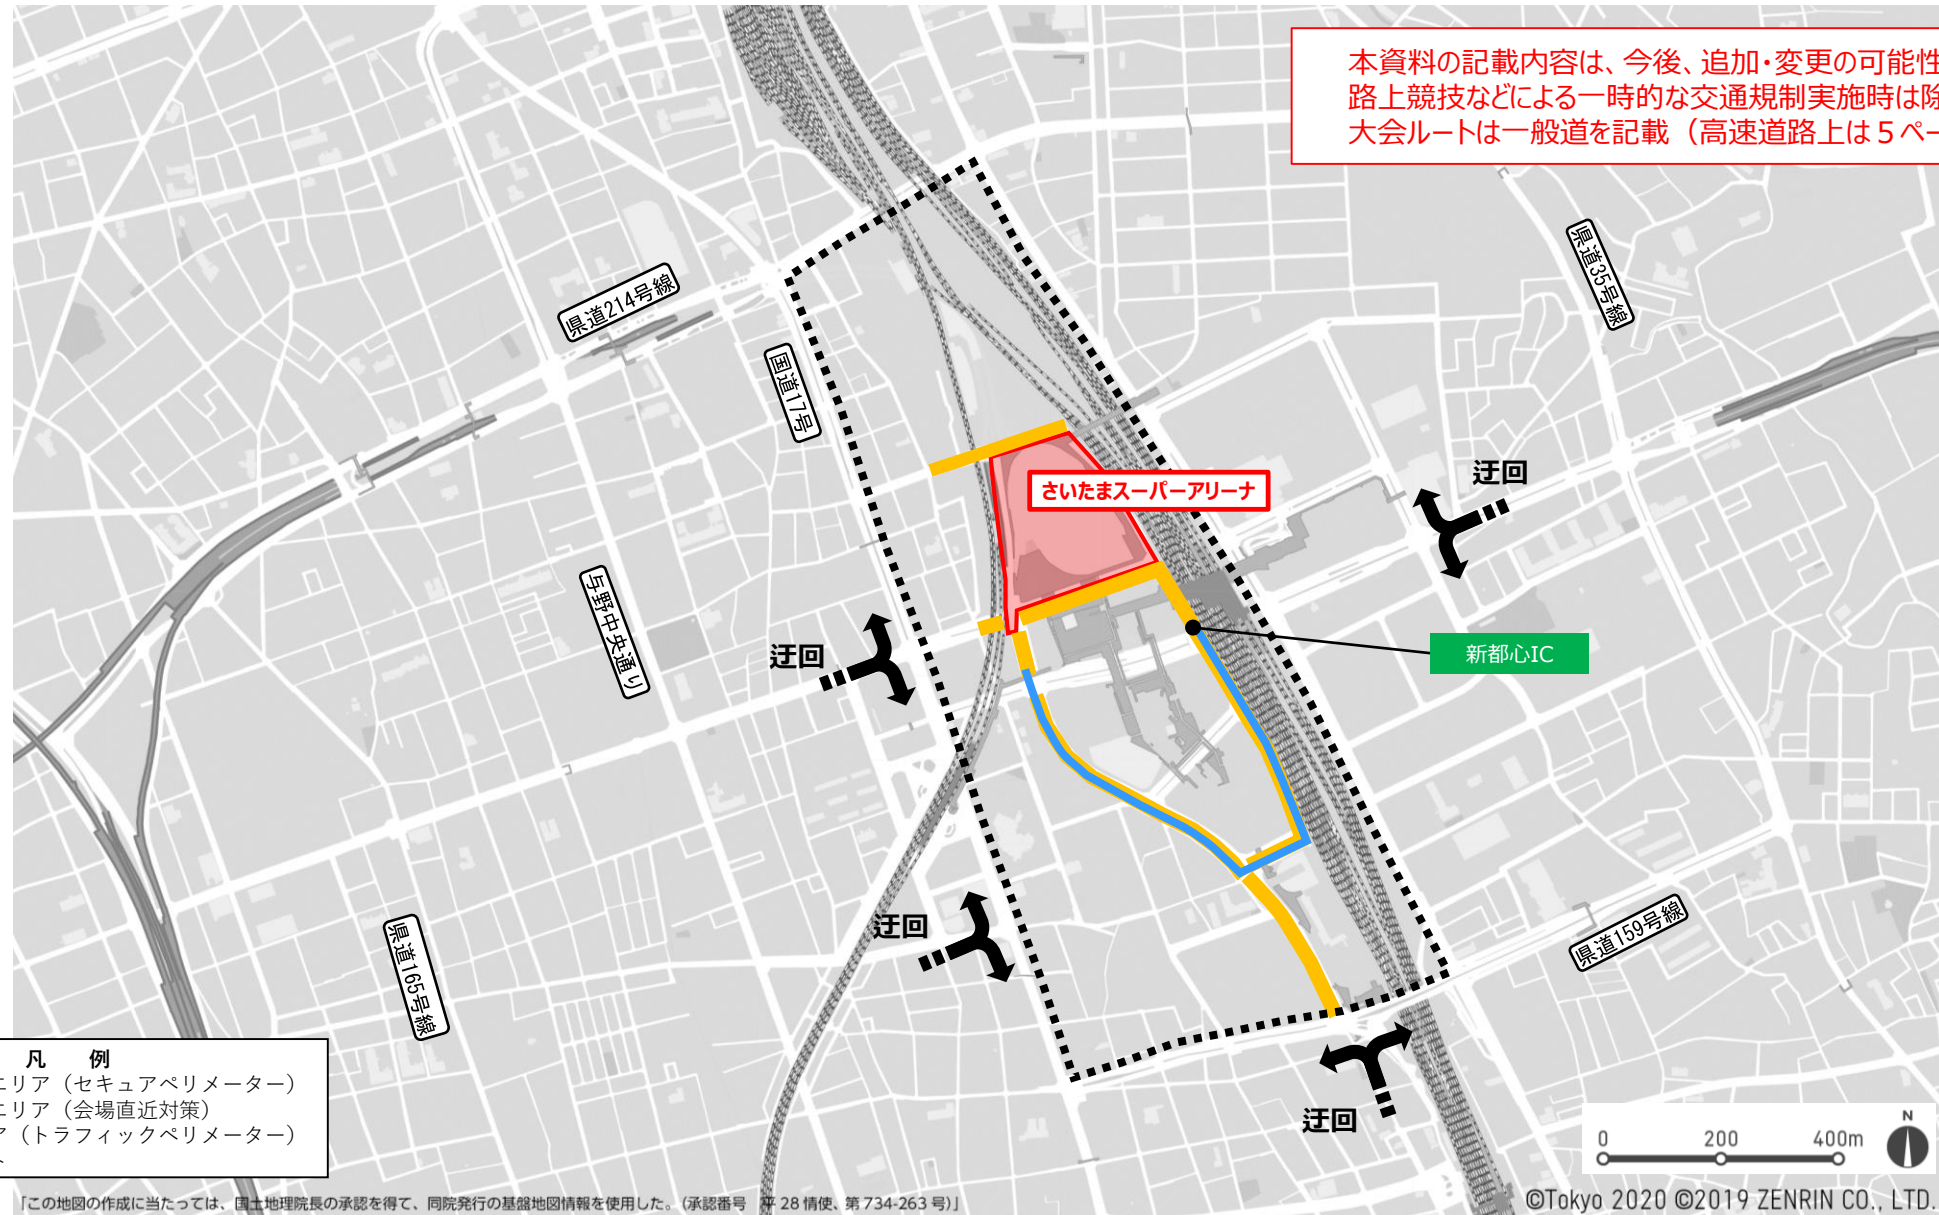 本資料の記載内容は、今後、追加・変更の可能性
路上競技などによる一時的な交通規制実施時は除
大会ルートは一般道を記載（高速道路上は５ペー
県道35号線
県道214号線
国道17号
迂回
さいたまスーパーアリーナ
与野中央通り
迂回
新都心IC
迂回
県道159号線
県道165号線
迂回
凡　例
エリア（セキュアペリメーター）
エリア（会場直近対策）
ア（トラフィックペリメーター）
0 200 400m
N
「この地図の作成に当たっては、国土地理院長の承認を得て、同院発行の基盤地図情報を使用した。（承認番号　平 28 情使、第 734-263 号）」
©Tokyo 2020 ©2019 ZENRIN CO., LTD.